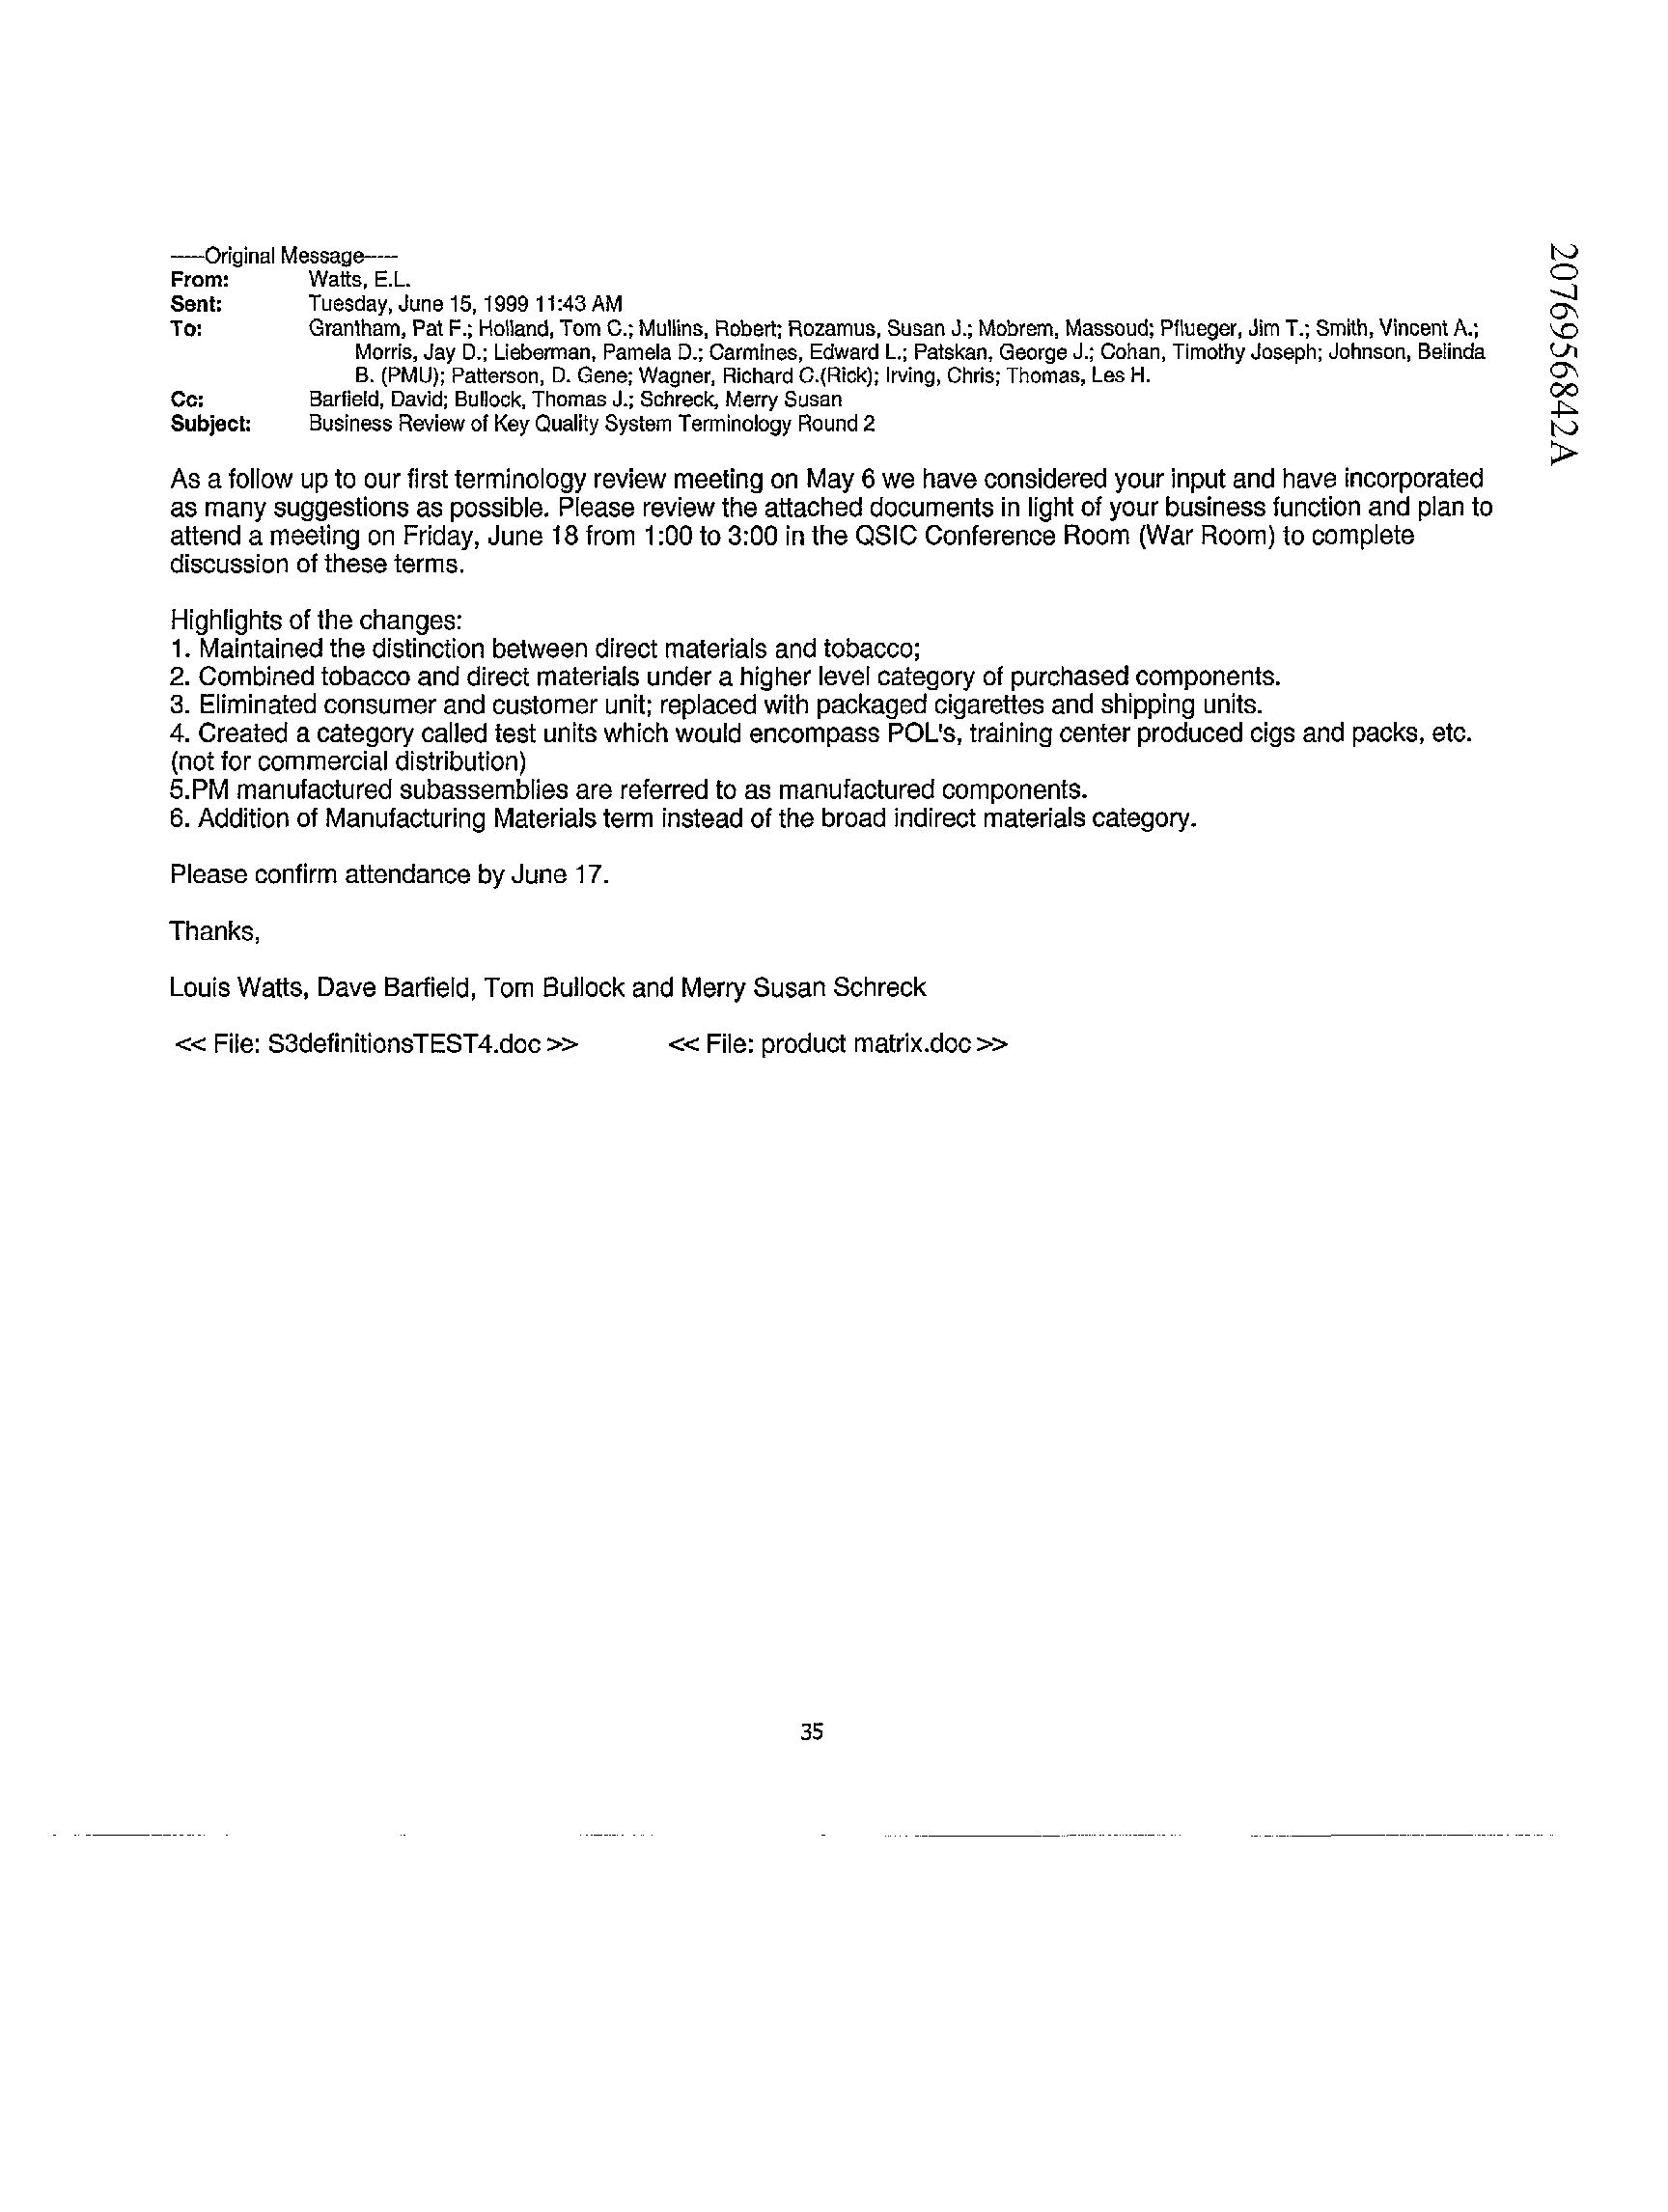 -----Original Message-----
From: Watts, E.L.
Sent: Tuesday, June 15, 1999 11:43 AM
To: Grantham, Pat F.; Holland, Tom C.; Mullins, Robert; Rozamus, Susan J.; Mobrem, Massoud; Pflueger, Jim T.; Smith, Vincent A.;
Morris, Jay D.; Lieberman, Pamela D.; Carmines, Edward L.; Patskan, George J.; Cohan, Timothy Joseph; Johnson, Belinda
B. (PMU); Patterson, D. Gene; Wagner, Richard C.(Rick); Irving, Chris; Thomas, Les H.
Cc: Barfield, David; Bullock, Thomas J.; Schreck, Merry Susan
Subject: Business Review of Key Quality System Terminology Round 2
As a follow up to our first terminology review meeting on May 6 we have considered your input and have incorporated
as many suggestions as possible. Please review the attached documents in light of your business function and plan to
attend a meeting on Friday, June 18 from 1:00 to 3:00 in the QSIC Conference Room (War Room) to complete
discussion of these terms.
Highlights of the changes:
1. Maintained the distinction between direct materials and tobacco;
2. Combined tobacco and direct materials under a higher level category of purchased components.
3. Eliminated consumer and customer unit; replaced with packaged cigarettes and shipping units.
4. Created a category called test units which would encompass POL's, training center produced cigs and packs, etc.
(not for commercial distribution)
5.PM manufactured subassemblies are referred to as manufactured components.
6. Addition of Manufacturing Materials term instead of the broad indirect materials category.
Please confirm attendance by June 17.
Thanks,
Louis Watts, Dave Barfield, Tom Bullock and Merry Susan Schreck
<< File: S3definitionsTEST4.doc >> << File: product matrix.doc >>
35
2076956842A